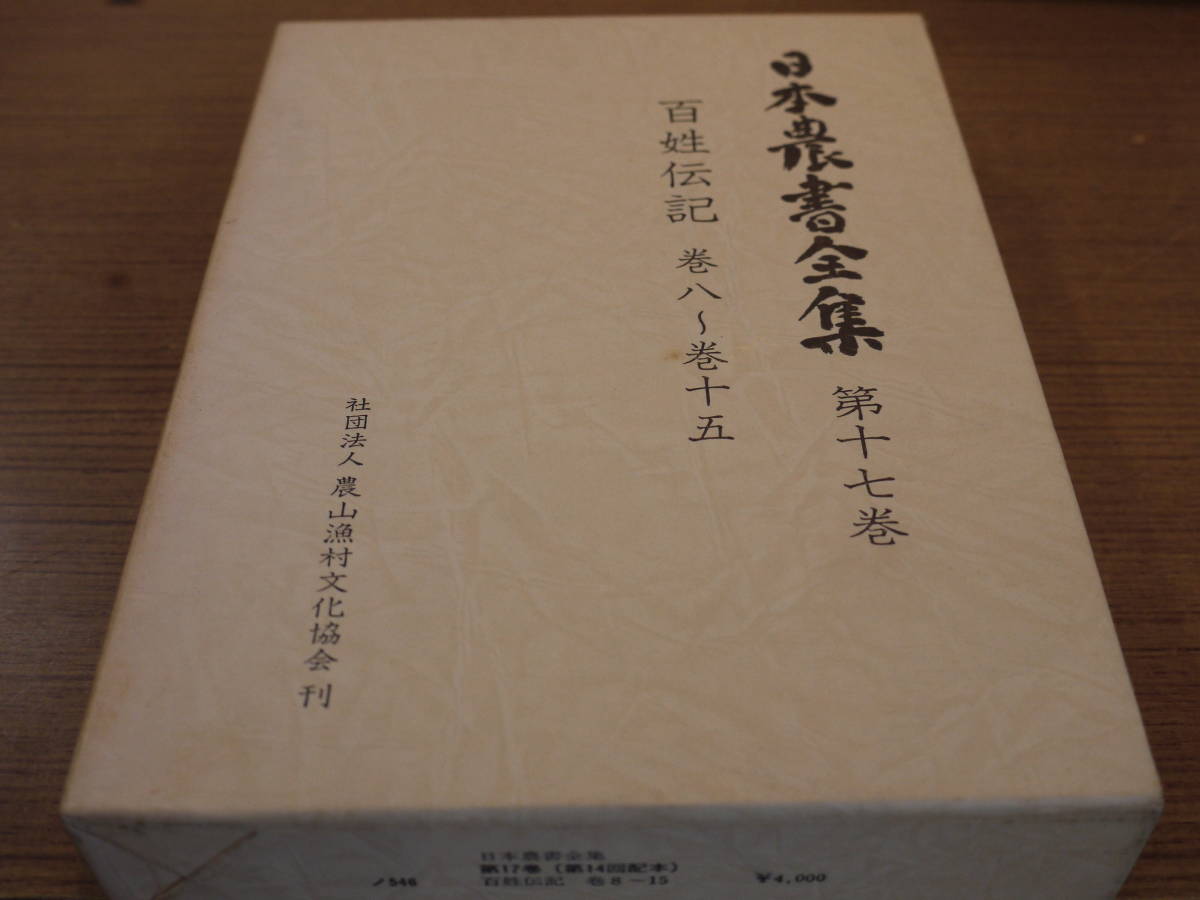 日本農書全集 第十七巻
百姓伝記 巻八〜巻十五
社団法人 農山漁村文化協会 刊
日本農書全集
第17巻(第14回配本)
百姓伝記 巻8-15
/546
¥4,000